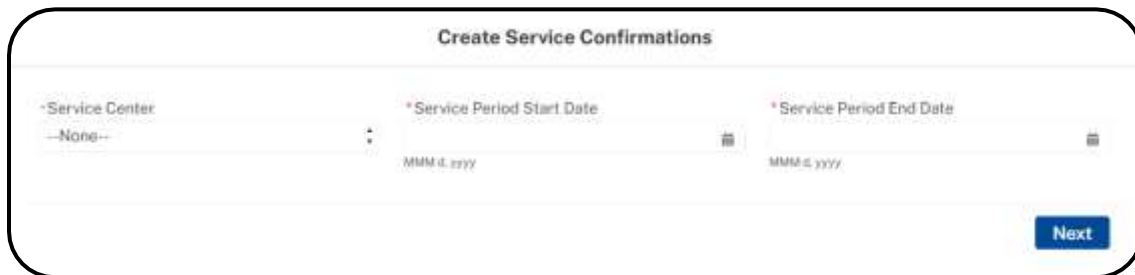 Create Service Confirmations
*Service Center
--None--
*Service Period Start Date
MMM d, yyyy
*Service Period End Date
MMM d, yyyy
Next